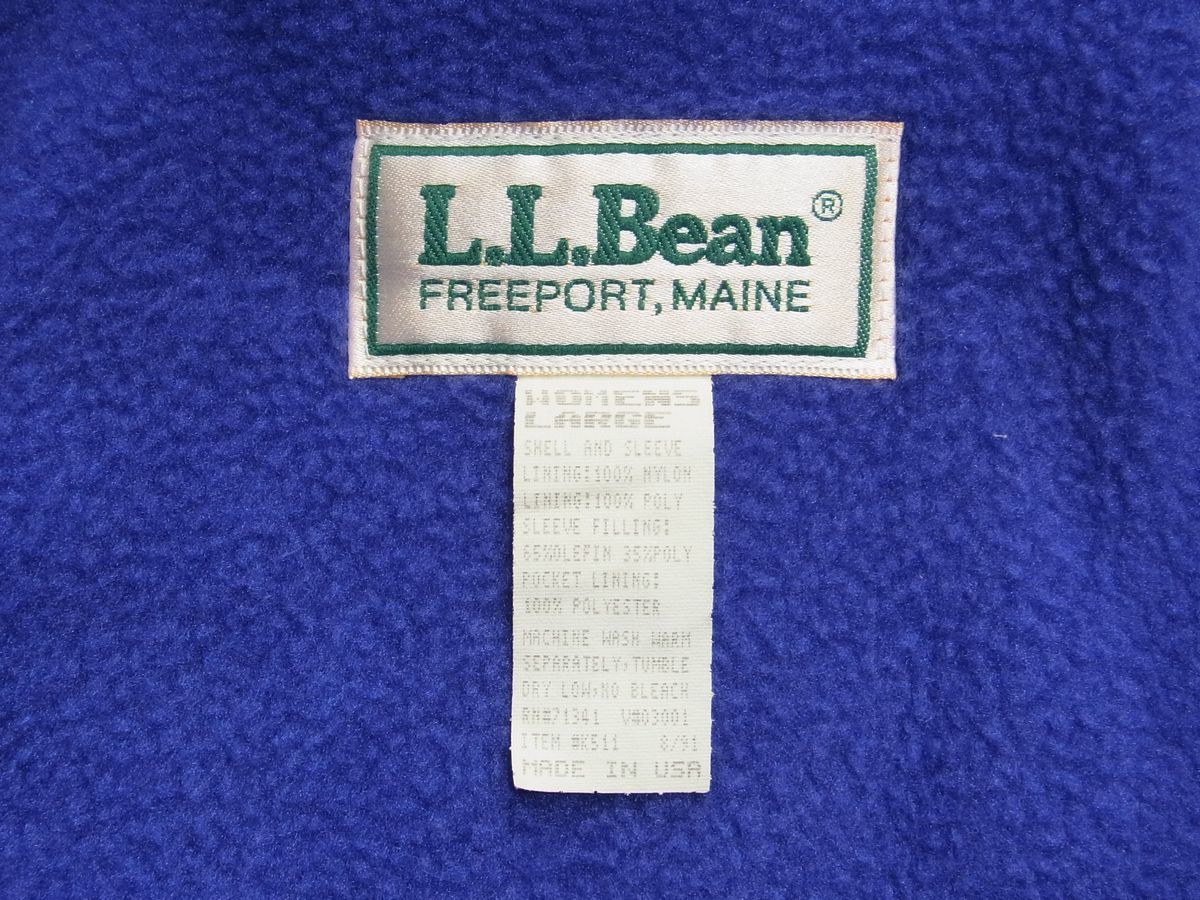 L.L.Bean®
FREEPORT, MAINE
WOMENS
LARGE
SHELL AND SLEEVE
LINING:100% NYLON
LINING:100% POLY
SLEEVE FILLING:
65%OLEFIN 35%POLY
POCKET LINING:
100% POLYESTER
MACHINE WASH WARM
SEPARATELY,TUMBLE
DRY LOW,NO BLEACH
RN#71341 V#03001
ITEM #K511 8/91
MADE IN USA